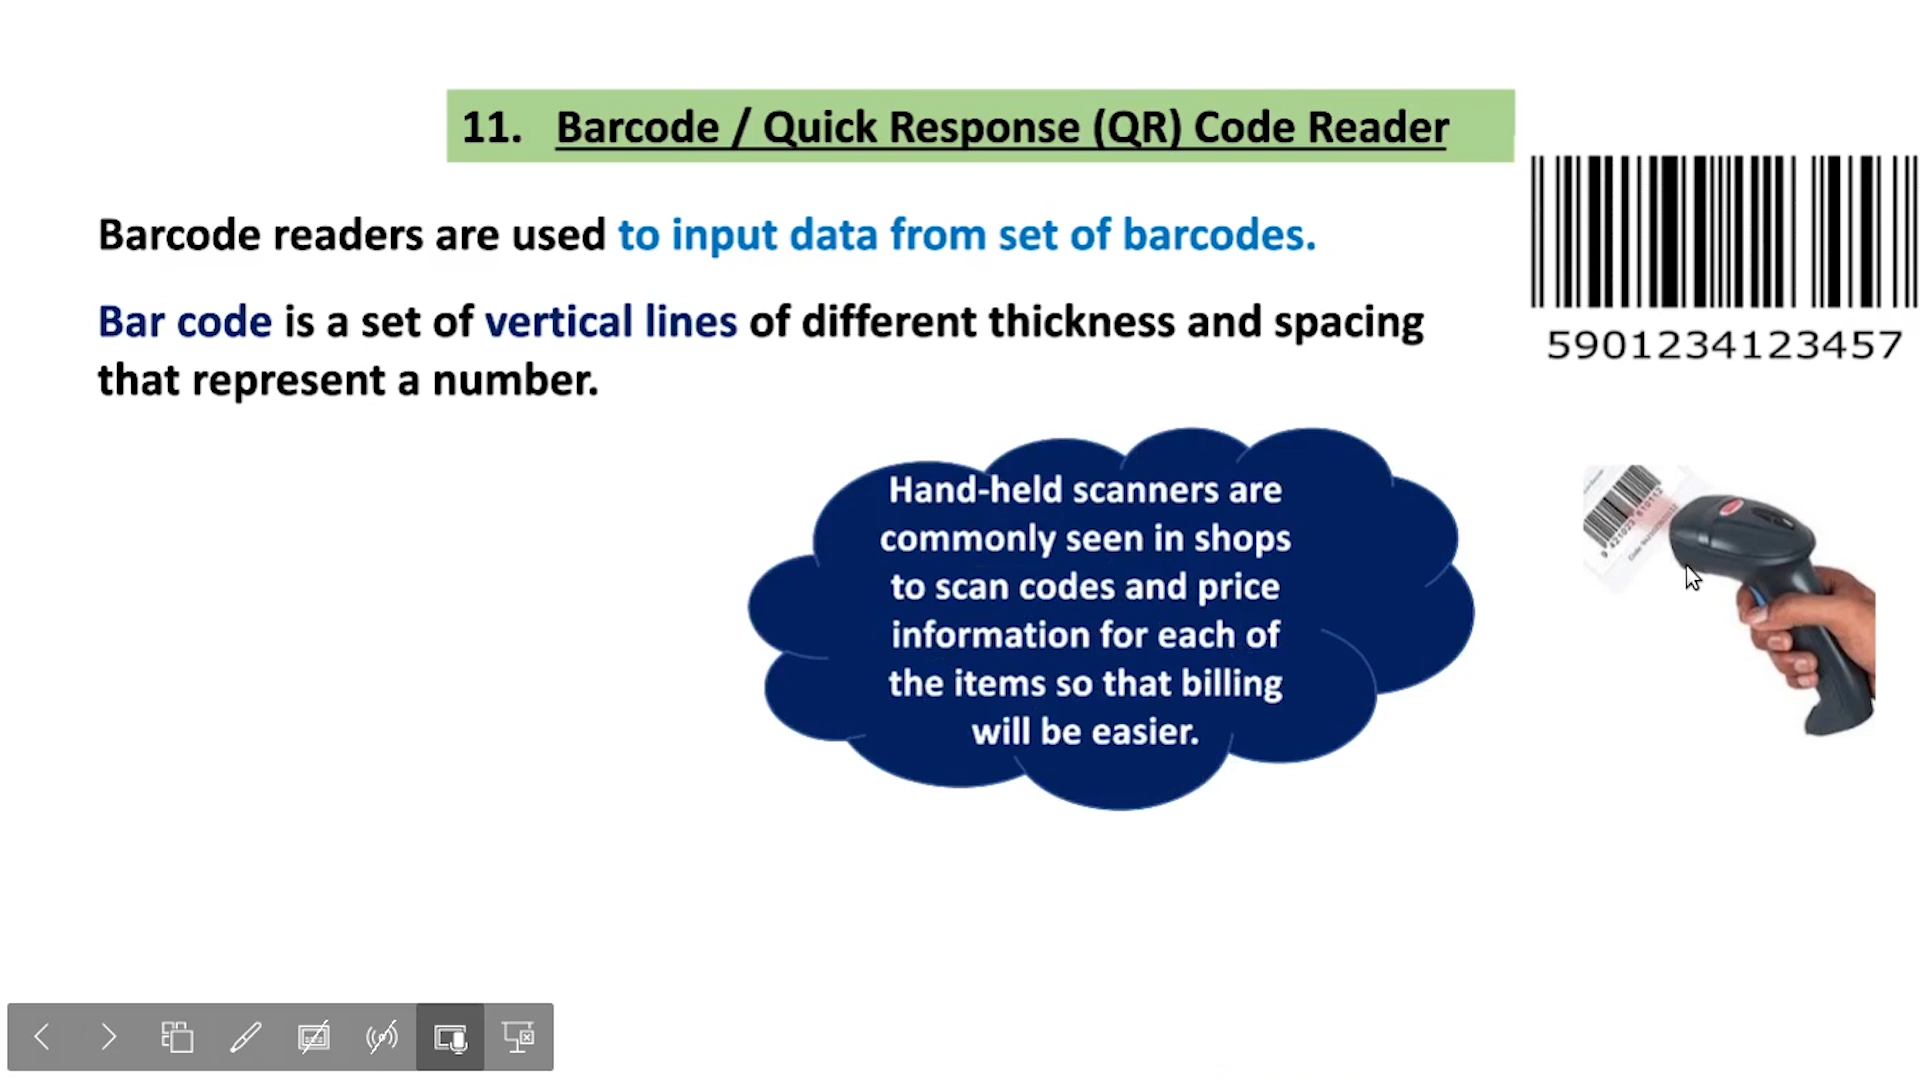 11. Barcode / Quick Response (QR) Code Reader
Barcode readers are used to input data from set of barcodes.
Bar code is a set of vertical lines of different thickness and spacing
that represent a number.
5901234123457
Hand-held scanners are
commonly seen in shops
to scan codes and price
information for each of
the items so that billing
will be easier.